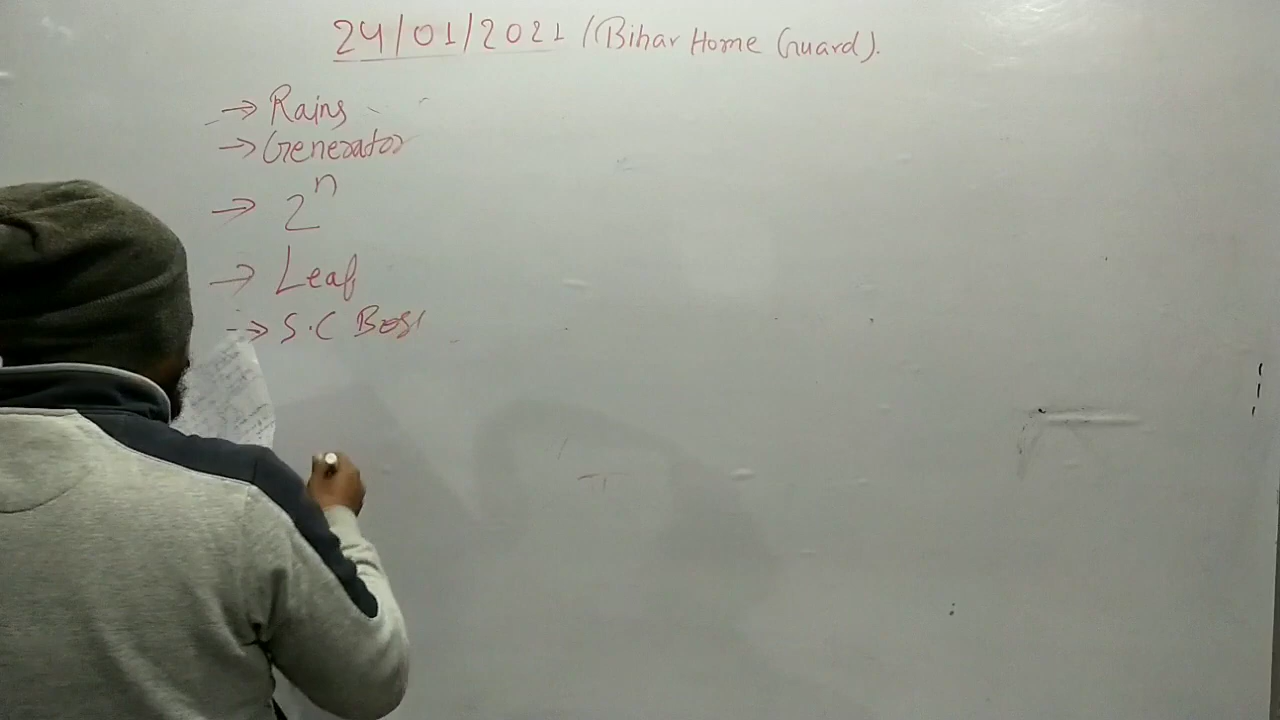 24/01/2021 (Bihar Home Guard).
→ Rains
→ Generator
→ 2ⁿ
→ Leaf
→ S.C Bose